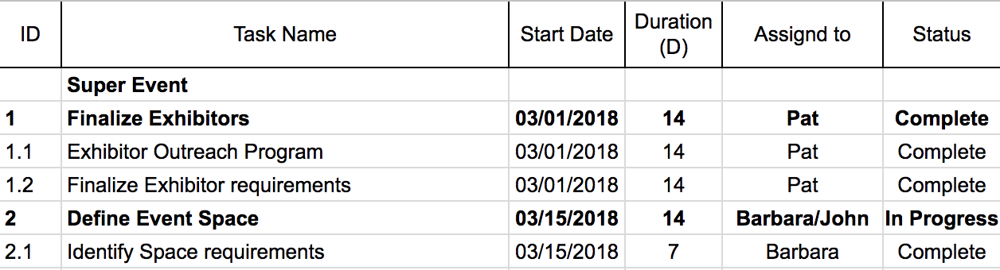 ID Task Name Start Date Duration (D) Assignd to Status
Super Event
1 Finalize Exhibitors 03/01/2018 14 Pat Complete
1.1 Exhibitor Outreach Program 03/01/2018 14 Pat Complete
1.2 Finalize Exhibitor requirements 03/01/2018 14 Pat Complete
2 Define Event Space 03/15/2018 14 Barbara/John In Progress
2.1 Identify Space requirements 03/15/2018 7 Barbara Complete